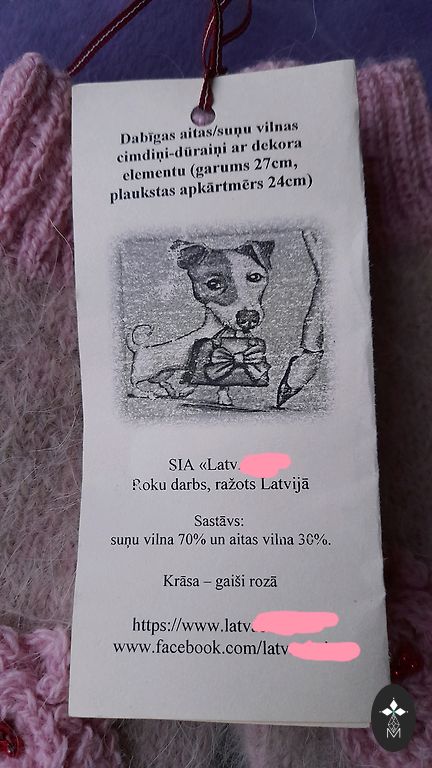 Dabīgas aitas/suņu vilnas
cimdiņi-dūraiņi ar dekora
elementu (garums 27cm,
plaukstas apkārtmērs 24cm)
SIA «Latv.
Roku darbs, ražots Latvijā
Sastāvs:
suņu vilna 70% un aitas vilna 30%.
Krāsa – gaiši rozā
https://www.latv
www.facebook.com/latv
M